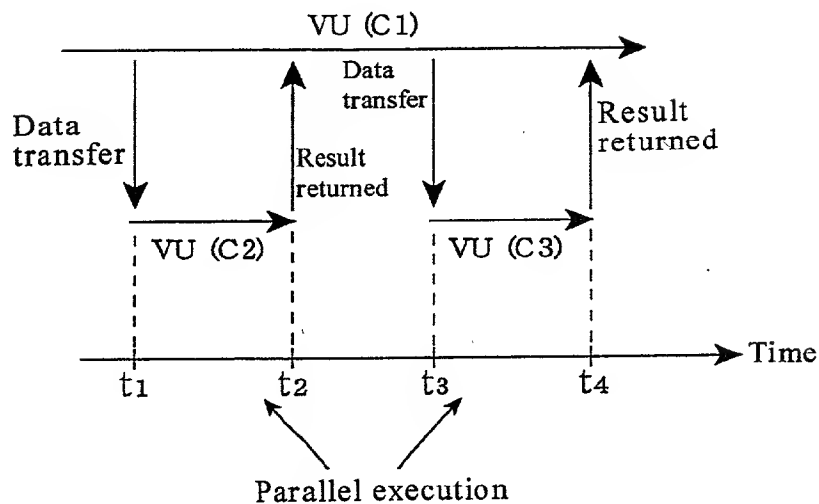 VU (C1)
Data
transfer
Result
returned
Data
transfer
Result
returned
VU (C2)
VU (C3)
Time
t1
t2
t3
t4
Parallel execution